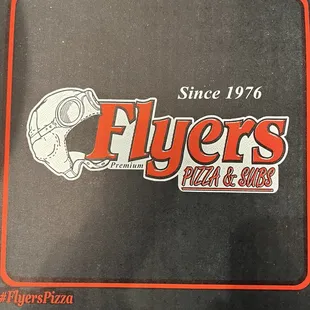 Since 1976
Flyers
Premium
PIZZA & SUBS
#FlyersPizza